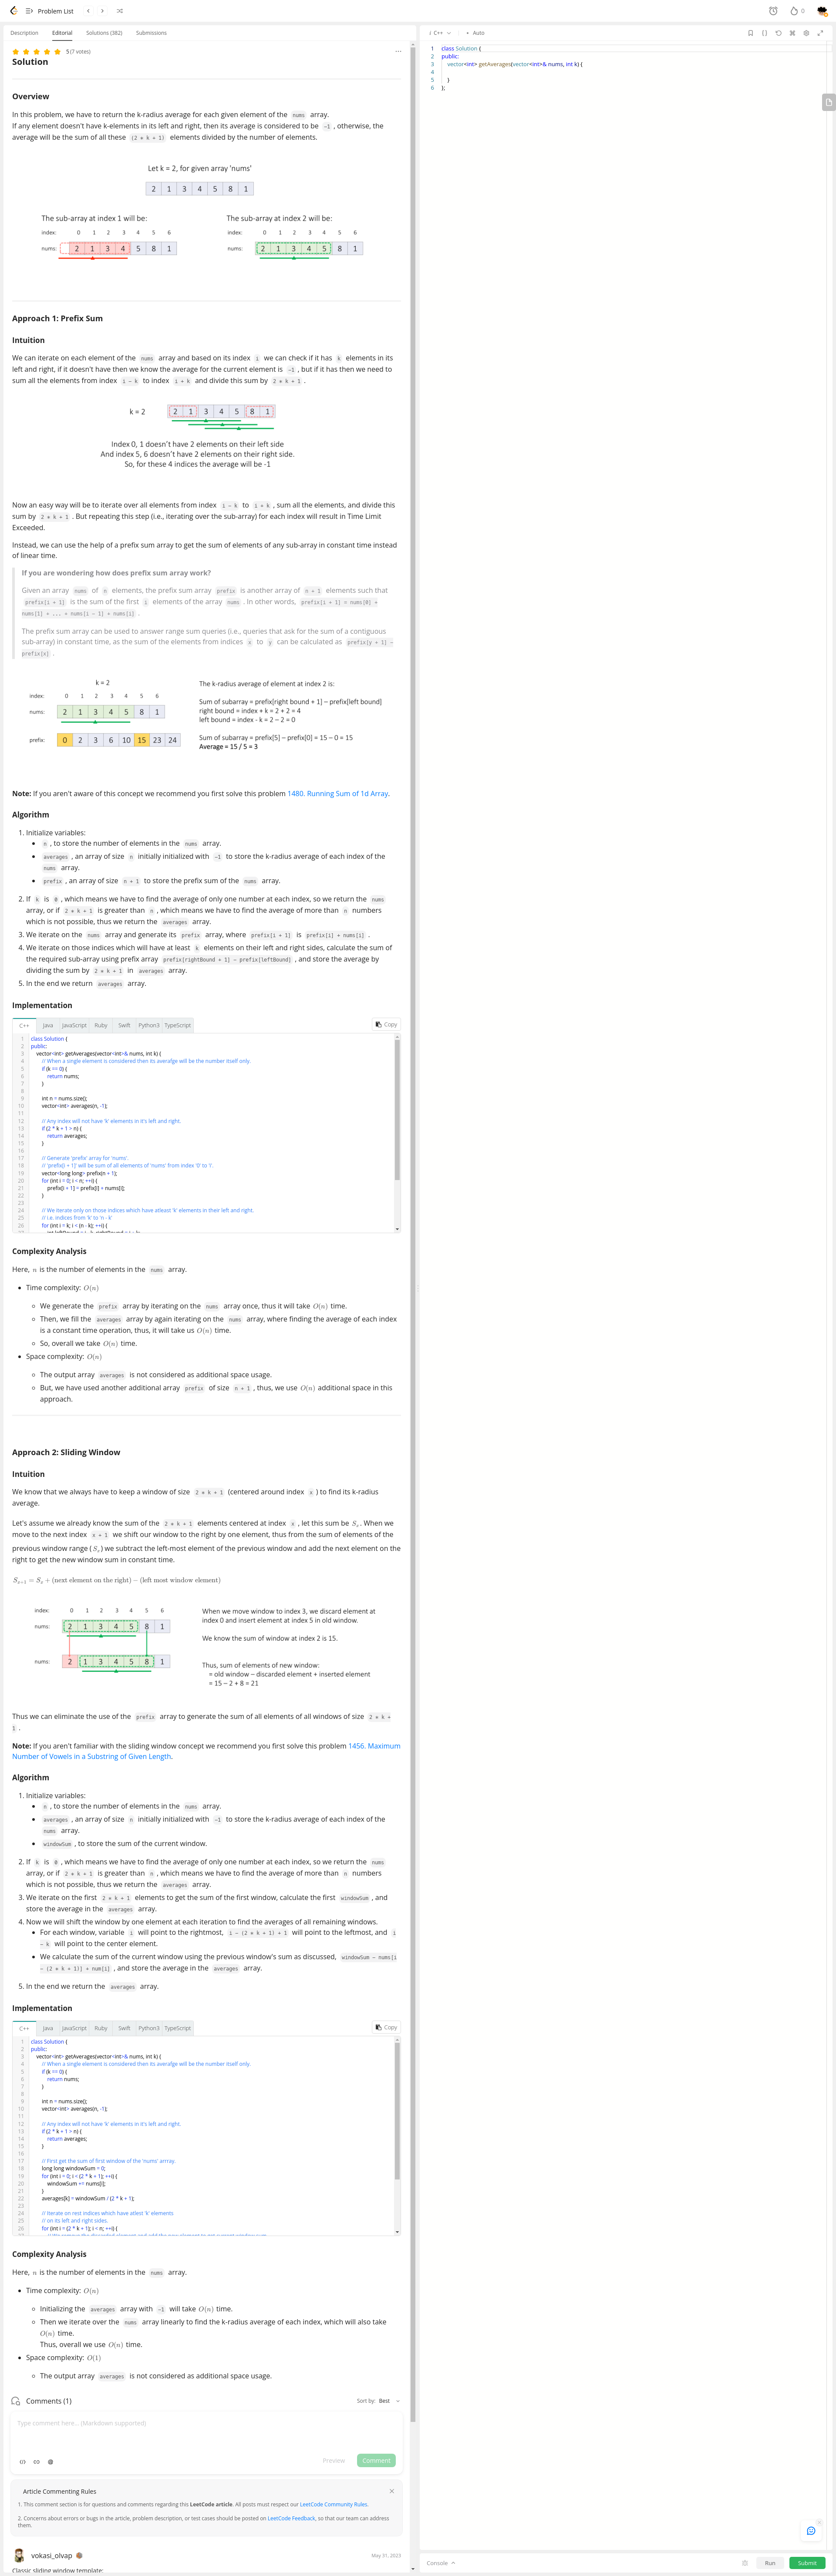 Problem List
0
Description
Editorial
Solutions (382)
Submissions
5 (7 votes)
Solution
Overview
In this problem, we have to return the k-radius average for each given element of the nums array.
If any element doesn't have k-elements in its left and right, then its average is considered to be -1 , otherwise, the
average will be the sum of all these (2 * k + 1) elements divided by the number of elements.
Let k = 2, for given array 'nums'
2 1 3 4 5 8 1
The sub-array at index 1 will be:
index: 0 1 2 3 4 5 6
nums: 2 1 3 4 5 8 1
The sub-array at index 2 will be:
index: 0 1 2 3 4 5 6
nums: 2 1 3 4 5 8 1
Approach 1: Prefix Sum
Intuition
We can iterate on each element of the nums array and based on its index i we can check if it has k elements in its
left and right, if it doesn't have then we know the average for the current element is -1 , but if it has then we need to
sum all the elements from index i - k to index i + k and divide this sum by 2 * k + 1 .
k = 2
2 1 3 4 5 8 1
Index 0, 1 doesn't have 2 elements on their left side
And index 5, 6 doesn't have 2 elements on their right side.
So, for these 4 indices the average will be -1
Now an easy way will be to iterate over all elements from index i - k to i + k , sum all the elements, and divide this
sum by 2 * k + 1 . But repeating this step (i.e., iterating over the sub-array) for each index will result in Time Limit
Exceeded.
Instead, we can use the help of a prefix sum array to get the sum of elements of any sub-array in constant time instead
of linear time.
If you are wondering how does prefix sum array work?
Given an array nums of n elements, the prefix sum array prefix is another array of n + 1 elements such that
prefix[i + 1] is the sum of the first i elements of the array nums . In other words, prefix[i + 1] = nums[0] +
nums[1] + ... + nums[i - 1] + nums[i] .
The prefix sum array can be used to answer range sum queries (i.e., queries that ask for the sum of a contiguous
sub-array) in constant time, as the sum of the elements from indices x to y can be calculated as prefix[y + 1] -
prefix[x] .
k = 2
index: 0 1 2 3 4 5 6
nums: 2 1 3 4 5 8 1
prefix: 0 2 3 6 10 15 23 24
The k-radius average of element at index 2 is:
Sum of subarray = prefix[right bound + 1] – prefix[left bound]
right bound = index + k = 2 + 2 = 4
left bound = index - k = 2 – 2 = 0
Sum of subarray = prefix[5] – prefix[0] = 15 - 0 = 15
Average = 15 / 5 = 3
Note: If you aren't aware of this concept we recommend you first solve this problem 1480. Running Sum of 1d Array.
Algorithm
1. Initialize variables:
• n , to store the number of elements in the nums array.
• averages , an array of size n initially initialized with -1 to store the k-radius average of each index of the
nums array.
• prefix , an array of size n + 1 to store the prefix sum of the nums array.
2. If k is 0 , which means we have to find the average of only one number at each index, so we return the nums
array, or if 2 * k + 1 is greater than n , which means we have to find the average of more than n numbers
which is not possible, thus we return the averages array.
3. We iterate on the nums array and generate its prefix array, where prefix[i + 1] is prefix[i] + nums[i] .
4. We iterate on those indices which will have at least k elements on their left and right sides, calculate the sum of
the required sub-array using prefix array prefix[rightBound + 1] - prefix[leftBound] , and store the average by
dividing the sum by 2 * k + 1 in averages array.
5. In the end we return averages array.
Implementation
C++ Java JavaScript Ruby Swift Python3 TypeScript
Copy
1 class Solution {
2 public:
3 vector<int> getAverages(vector<int>& nums, int k) {
4 // When a single element is considered then its averafge will be the number itself only.
5 if (k == 0) {
6 return nums;
7 }
8
9 int n = nums.size();
10 vector<int> averages(n, -1);
11
12 // Any index will not have 'k' elements in it's left and right.
13 if (2 * k + 1 > n) {
14 return averages;
15 }
16
17 // Generate 'prefix' array for 'nums'.
18 // 'prefix[i + 1]' will be sum of all elements of 'nums' from index '0' to 'i'.
19 vector<long long> prefix(n + 1);
20 for (int i = 0; i < n; ++i) {
21 prefix[i + 1] = prefix[i] + nums[i];
22 }
23
24 // We iterate only on those indices which have atleast 'k' elements in their left and right.
25 // i.e. indices from 'k' to 'n - k'
26 for (int i = k; i < (n - k); ++i) {
Complexity Analysis
Here, n is the number of elements in the nums array.
• Time complexity: O(n)
◦ We generate the prefix array by iterating on the nums array once, thus it will take O(n) time.
◦ Then, we fill the averages array by again iterating on the nums array, where finding the average of each index
is a constant time operation, thus, it will take us O(n) time.
◦ So, overall we take O(n) time.
• Space complexity: O(n)
◦ The output array averages is not considered as additional space usage.
◦ But, we have used another additional array prefix of size n + 1 , thus, we use O(n) additional space in this
approach.
Approach 2: Sliding Window
Intuition
We know that we always have to keep a window of size 2 * k + 1 (centered around index x ) to find its k-radius
average.
Let's assume we already know the sum of the 2 * k + 1 elements centered at index x , let this sum be Sx. When we
move to the next index x + 1 we shift our window to the right by one element, thus from the sum of elements of the
previous window range (Sx) we subtract the left-most element of the previous window and add the next element on the
right to get the new window sum in constant time.
Sx+1 = Sx + (next element on the right) − (left most window element)
index: 0 1 2 3 4 5 6
nums: 2 1 3 4 5 8 1
nums: 2 1 3 4 5 8 1
When we move window to index 3, we discard element at
index 0 and insert element at index 5 in old window.
We know the sum of window at index 2 is 15.
Thus, sum of elements of new window:
= old window – discarded element + inserted element
= 15 – 2 + 8 = 21
Thus we can eliminate the use of the prefix array to generate the sum of all elements of all windows of size 2 * k +
1 .
Note: If you aren't familiar with the sliding window concept we recommend you first solve this problem 1456. Maximum
Number of Vowels in a Substring of Given Length.
Algorithm
1. Initialize variables:
• n , to store the number of elements in the nums array.
• averages , an array of size n initially initialized with -1 to store the k-radius average of each index of the
nums array.
• windowSum , to store the sum of the current window.
2. If k is 0 , which means we have to find the average of only one number at each index, so we return the nums
array, or if 2 * k + 1 is greater than n , which means we have to find the average of more than n numbers
which is not possible, thus we return the averages array.
3. We iterate on the first 2 * k + 1 elements to get the sum of the first window, calculate the first windowSum , and
store the average in the averages array.
4. Now we will shift the window by one element at each iteration to find the averages of all remaining windows.
• For each window, variable i will point to the rightmost, i - (2 * k + 1) + 1 will point to the leftmost, and i
- k will point to the center element.
• We calculate the sum of the current window using the previous window's sum as discussed, windowSum - nums[i
- (2 * k + 1)] + num[i] , and store the average in the averages array.
5. In the end we return the averages array.
Implementation
C++ Java JavaScript Ruby Swift Python3 TypeScript
Copy
1 class Solution {
2 public:
3 vector<int> getAverages(vector<int>& nums, int k) {
4 // When a single element is considered then its averafge will be the number itself only.
5 if (k == 0) {
6 return nums;
7 }
8
9 int n = nums.size();
10 vector<int> averages(n, -1);
11
12 // Any index will not have 'k' elements in it's left and right.
13 if (2 * k + 1 > n) {
14 return averages;
15 }
16
17 // First get the sum of first window of the 'nums' arrray.
18 long long windowSum = 0;
19 for (int i = 0; i < (2 * k + 1); ++i) {
20 windowSum += nums[i];
21 }
22 averages[k] = windowSum / (2 * k + 1);
23
24 // Iterate on rest indices which have atlest 'k' elements
25 // on its left and right sides.
26 for (int i = (2 * k + 1); i < n; ++i) {
Complexity Analysis
Here, n is the number of elements in the nums array.
• Time complexity: O(n)
◦ Initializing the averages array with -1 will take O(n) time.
◦ Then we iterate over the nums array linearly to find the k-radius average of each index, which will also take
O(n) time.
Thus, overall we use O(n) time.
• Space complexity: O(1)
◦ The output array averages is not considered as additional space usage.
Comments (1)
Sort by: Best
Type comment here... (Markdown supported)
Preview
Comment
Article Commenting Rules
1. This comment section is for questions and comments regarding this LeetCode article. All posts must respect our LeetCode Community Rules.
2. Concerns about errors or bugs in the article, problem description, or test cases should be posted on LeetCode Feedback, so that our team can address
them.
vokasi_olvap
May 31, 2023
Classic sliding window template:
C++
Auto
1 class Solution {
2 public:
3 vector<int> getAverages(vector<int>& nums, int k) {
4
5 }
6 };
Console
Run
Submit